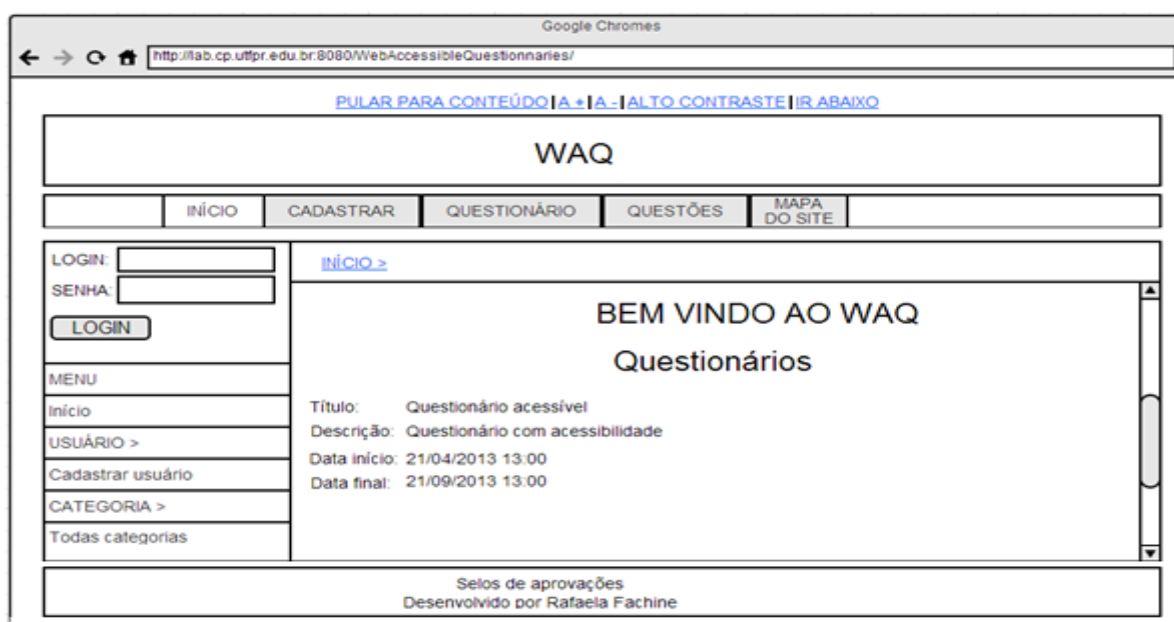 Google Chromes
http://lab.cp.utfpr.edu.br:8080/WebAccessibleQuestionnaries/
PULAR PARA CONTEÚDO|A +|A -|ALTO CONTRASTE|IR ABAIXO
WAQ
INÍCIO CADASTRAR QUESTIONÁRIO QUESTÕES MAPA DO SITE
LOGIN:
SENHA:
LOGIN
MENU
Início
USUÁRIO >
Cadastrar usuário
CATEGORIA >
Todas categorias
INÍCIO >
BEM VINDO AO WAQ
Questionários
Título: Questionário acessível
Descrição: Questionário com acessibilidade
Data início: 21/04/2013 13:00
Data final: 21/09/2013 13:00
Selos de aprovações
Desenvolvido por Rafaela Fachine